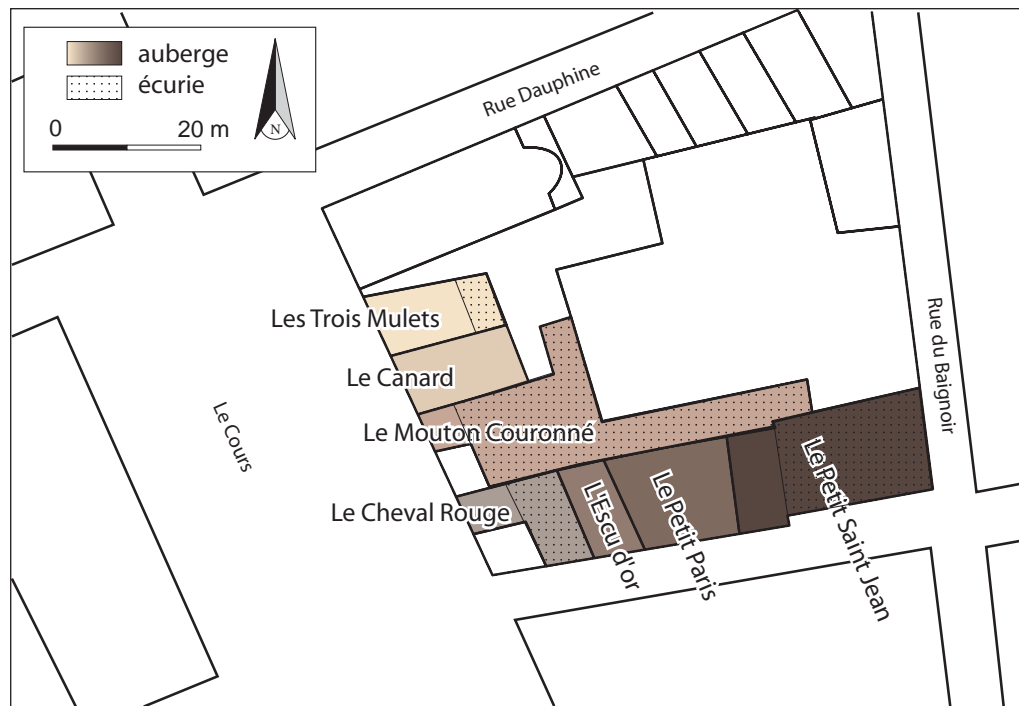 auberge
écurie
0 20 m
N
Rue Dauphine
Les Trois Mulets
Le Canard
Rue du Baignoir
Le Cours
Le Mouton Couronné
Le Cheval Rouge
L'Escu d'or
Le Petit Paris
Le Petit Saint Jean